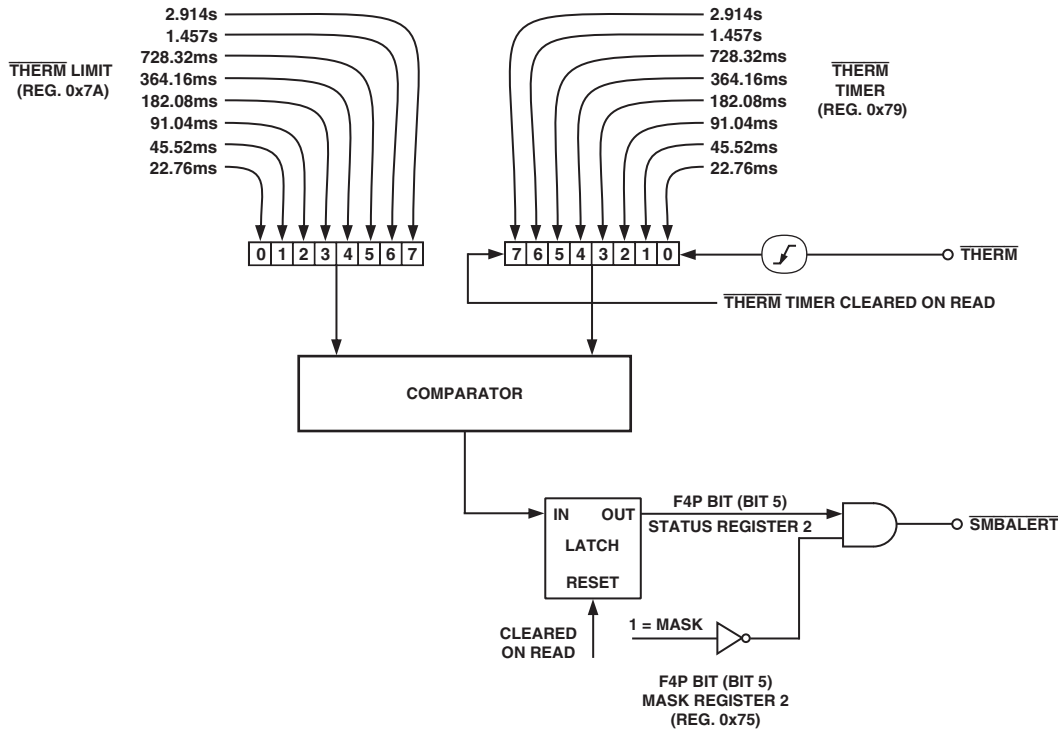 THERM LIMIT
(REG. 0x7A)
2.914s
1.457s
728.32ms
364.16ms
182.08ms
91.04ms
45.52ms
22.76ms
2.914s
1.457s
728.32ms
364.16ms
182.08ms
91.04ms
45.52ms
22.76ms
THERM
TIMER
(REG. 0x79)
0 1 2 3 4 5 6 7
7 6 5 4 3 2 1 0
THERM
THERM TIMER CLEARED ON READ
COMPARATOR
IN OUT
LATCH
RESET
F4P BIT (BIT 5)
STATUS REGISTER 2
SMBALERT
CLEARED
ON READ
1 = MASK
F4P BIT (BIT 5)
MASK REGISTER 2
(REG. 0x75)